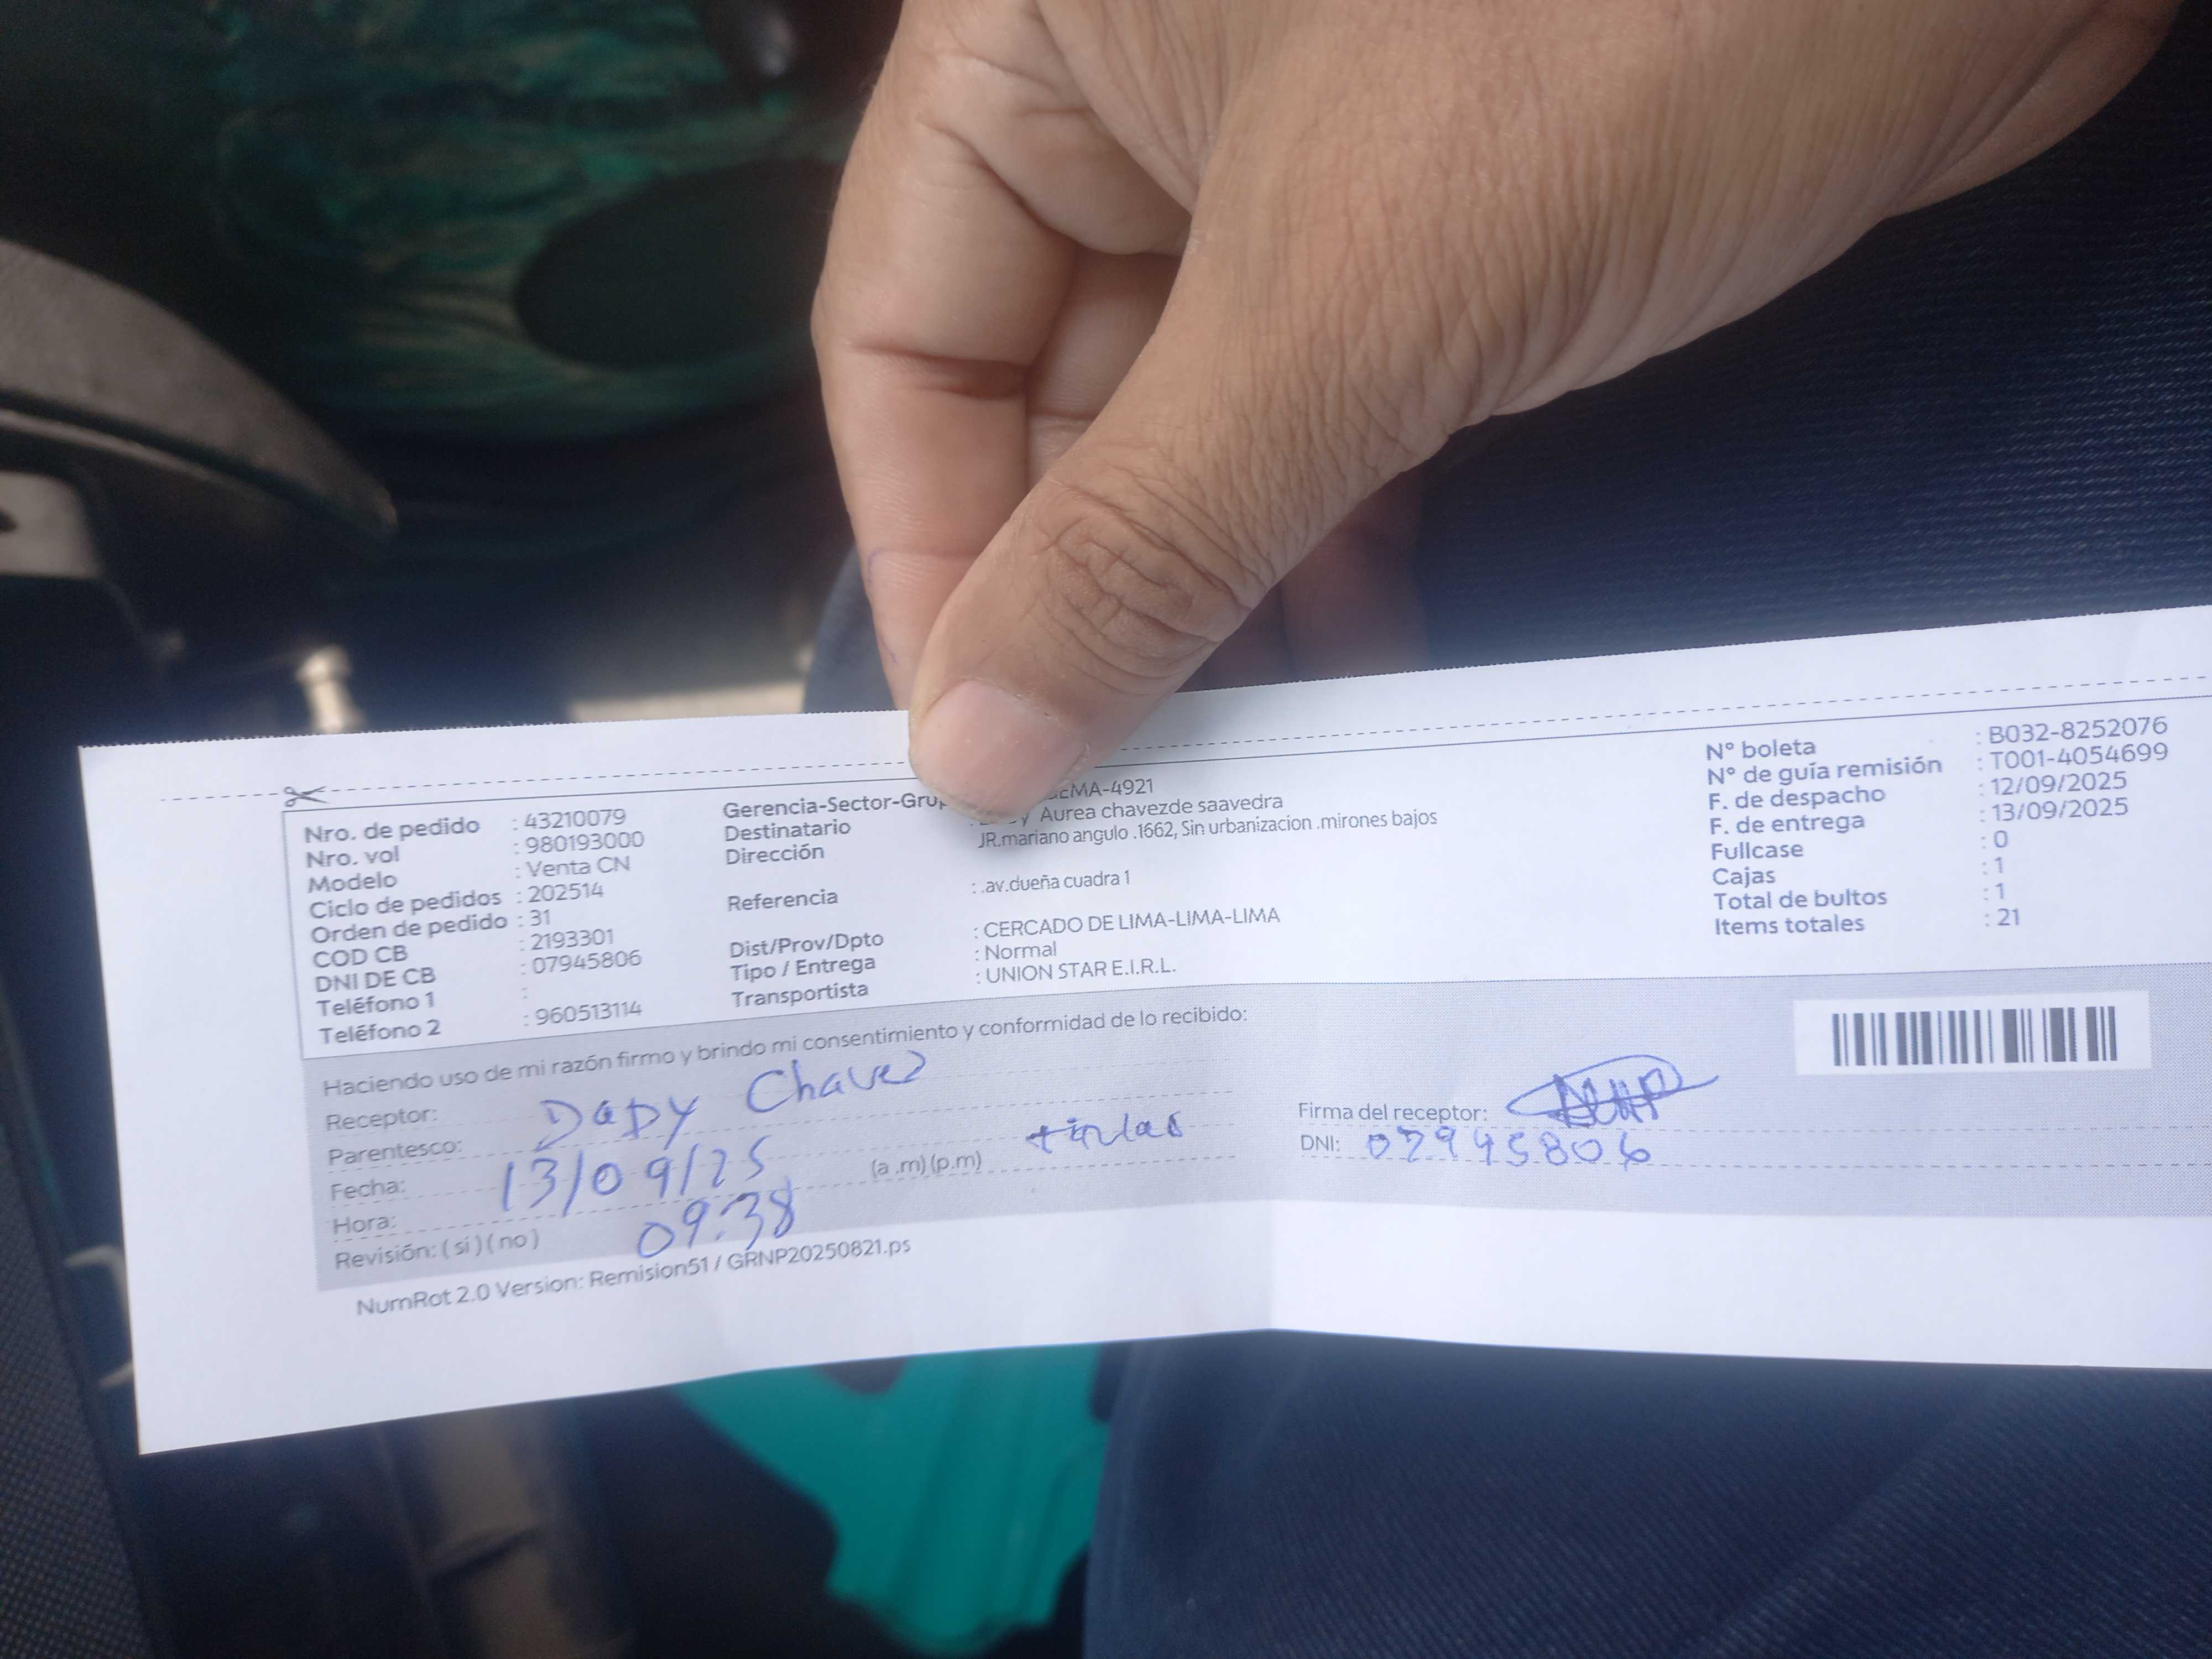 Nro. de pedido : 43210079
Nro. vol : 980193000
Modelo : Venta CN
Ciclo de pedidos : 202514
Orden de pedido : 31
COD CB : 2193301
DNI DE CB : 07945806
Teléfono 1 :
Teléfono 2 : 960513114
Gerencia-Sector-Grup EMA-4921
Destinatario : y Aurea chavezde saavedra
Dirección JR.mariano angulo .1662, Sin urbanizacion .mirones bajos
Referencia : .av.dueña cuadra 1
Dist/Prov/Dpto : CERCADO DE LIMA-LIMA-LIMA
Tipo / Entrega : Normal
Transportista : UNION STAR E.I.R.L.
N° boleta : B032-8252076
N° de guía remisión : T001-4054699
F. de despacho : 12/09/2025
F. de entrega : 13/09/2025
Fullcase : 0
Cajas : 1
Total de bultos : 1
Items totales : 21
Haciendo uso de mi razón firmo y brindo mi consentimiento y conformidad de lo recibido:
Receptor: Chavez
Parentesco:
Fecha: 13/09/25 (a .m) (p.m)
Hora: 09:38
Revisión: ( si ) ( no )
Firma del receptor:
DNI: 07945806
NumRot 2.0 Version: Remision51 / GRNP20250821.ps